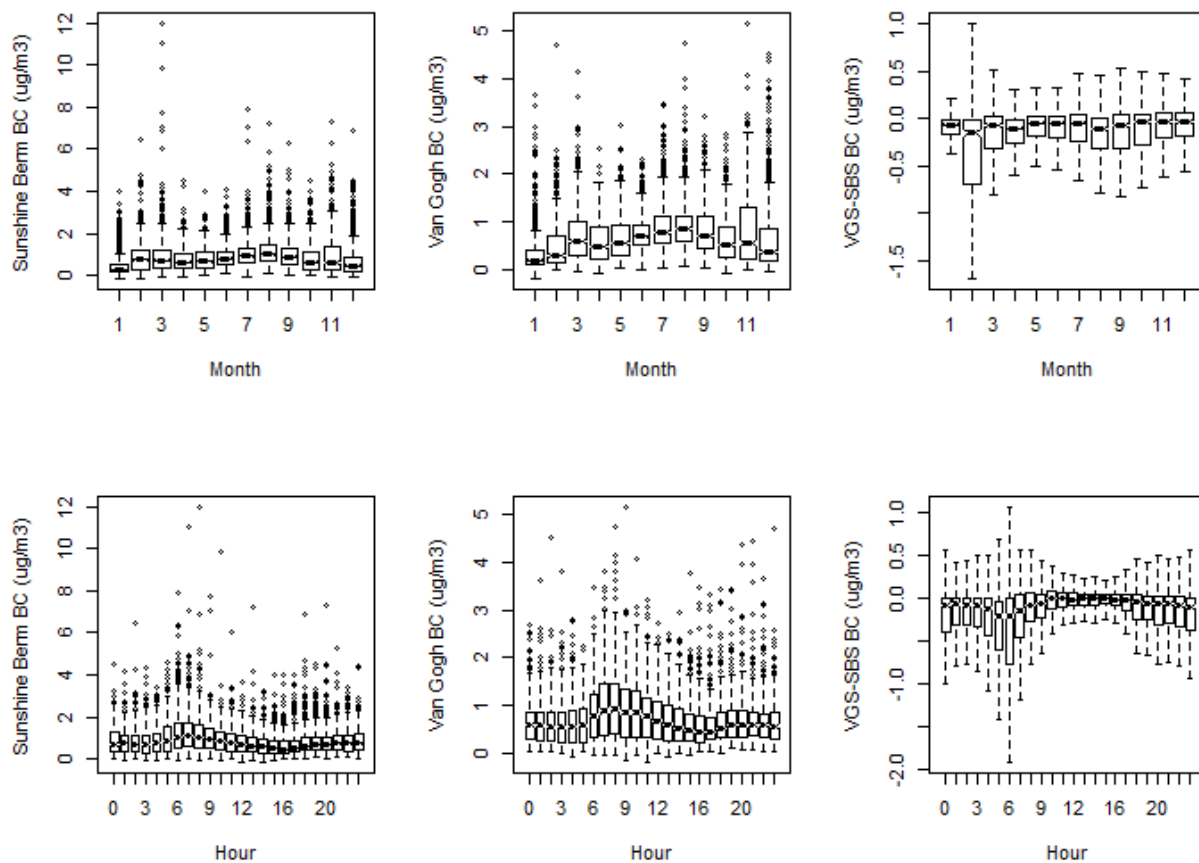 Sunshine Berm BC (ug/m3)
0 2 4 6 8 10 12
1 3 5 7 9 11
Month
Van Gogh BC (ug/m3)
0 1 2 3 4 5
1 3 5 7 9 11
Month
VGS-SBS BC (ug/m3)
-1.5 -0.5 0.0 0.5 1.0
1 3 5 7 9 11
Month
Sunshine Berm BC (ug/m3)
0 2 4 6 8 10 12
0 3 6 9 12 16 20
Hour
Van Gogh BC (ug/m3)
0 1 2 3 4 5
0 3 6 9 12 16 20
Hour
VGS-SBS BC (ug/m3)
-2.0 -1.0 0.0 0.5 1.0
0 3 6 9 12 16 20
Hour